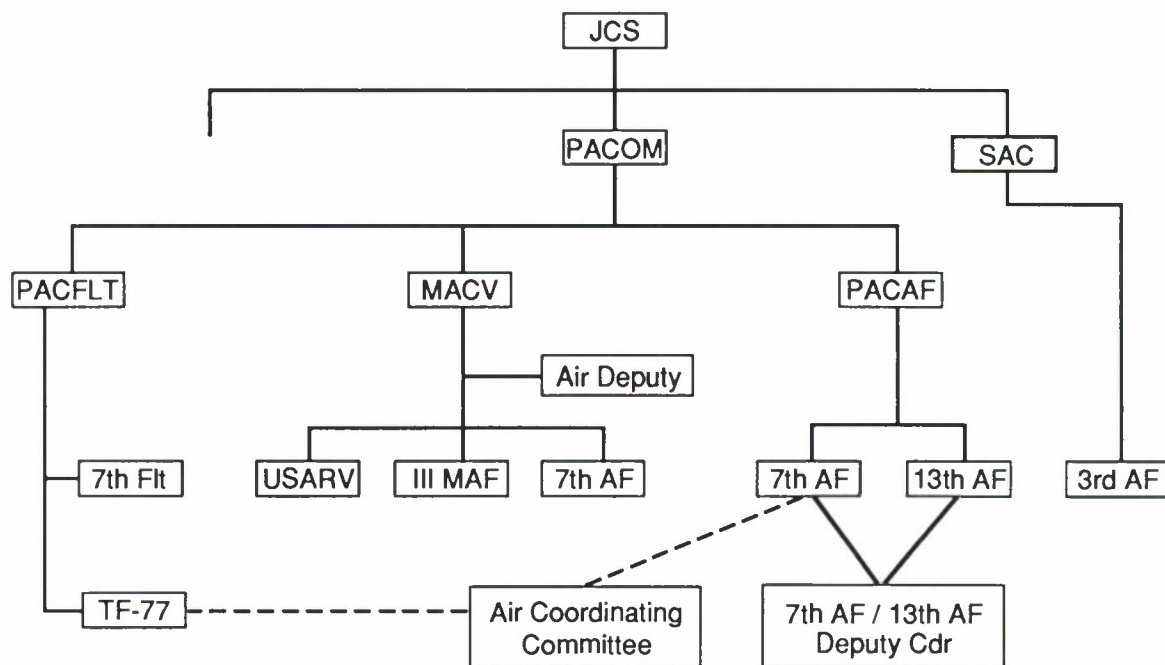 JCS
PACOM
SAC
PACFLT
MACV
PACAF
Air Deputy
7th Flt
USARV
III MAF
7th AF
7th AF
13th AF
3rd AF
TF-77
Air Coordinating
Committee
7th AF / 13th AF
Deputy Cdr